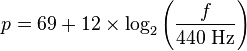 p = 69 + 12 × log₂ (f / 440 Hz)